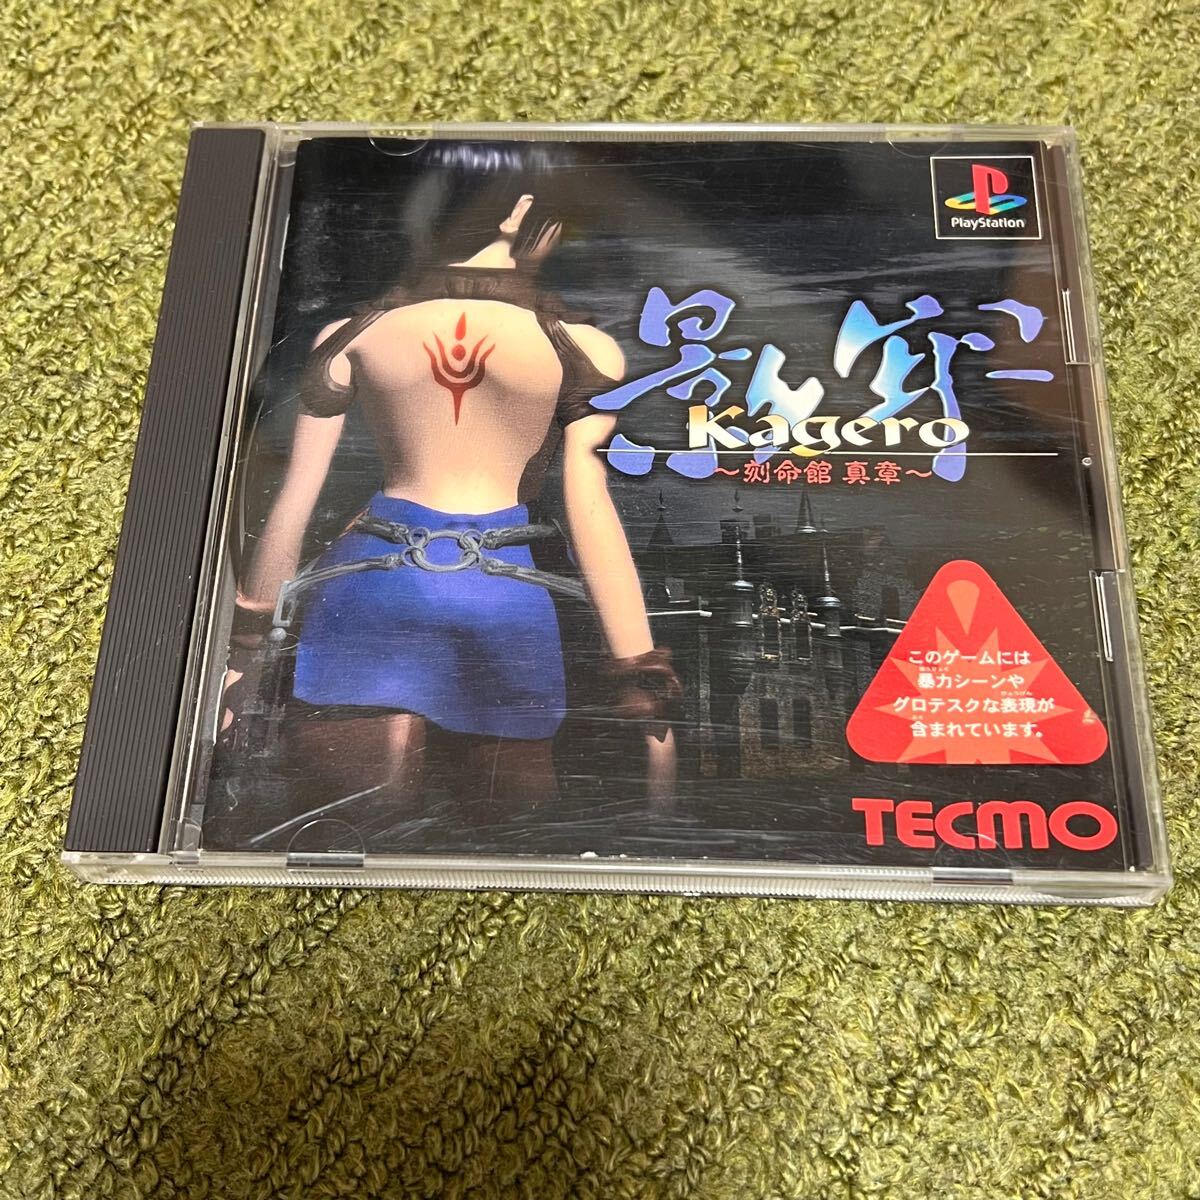 PlayStation
影牢
Kagero
～刻命館 真章～
このゲームには
暴力シーンや
グロテスクな表現が
含まれています。
TECMO